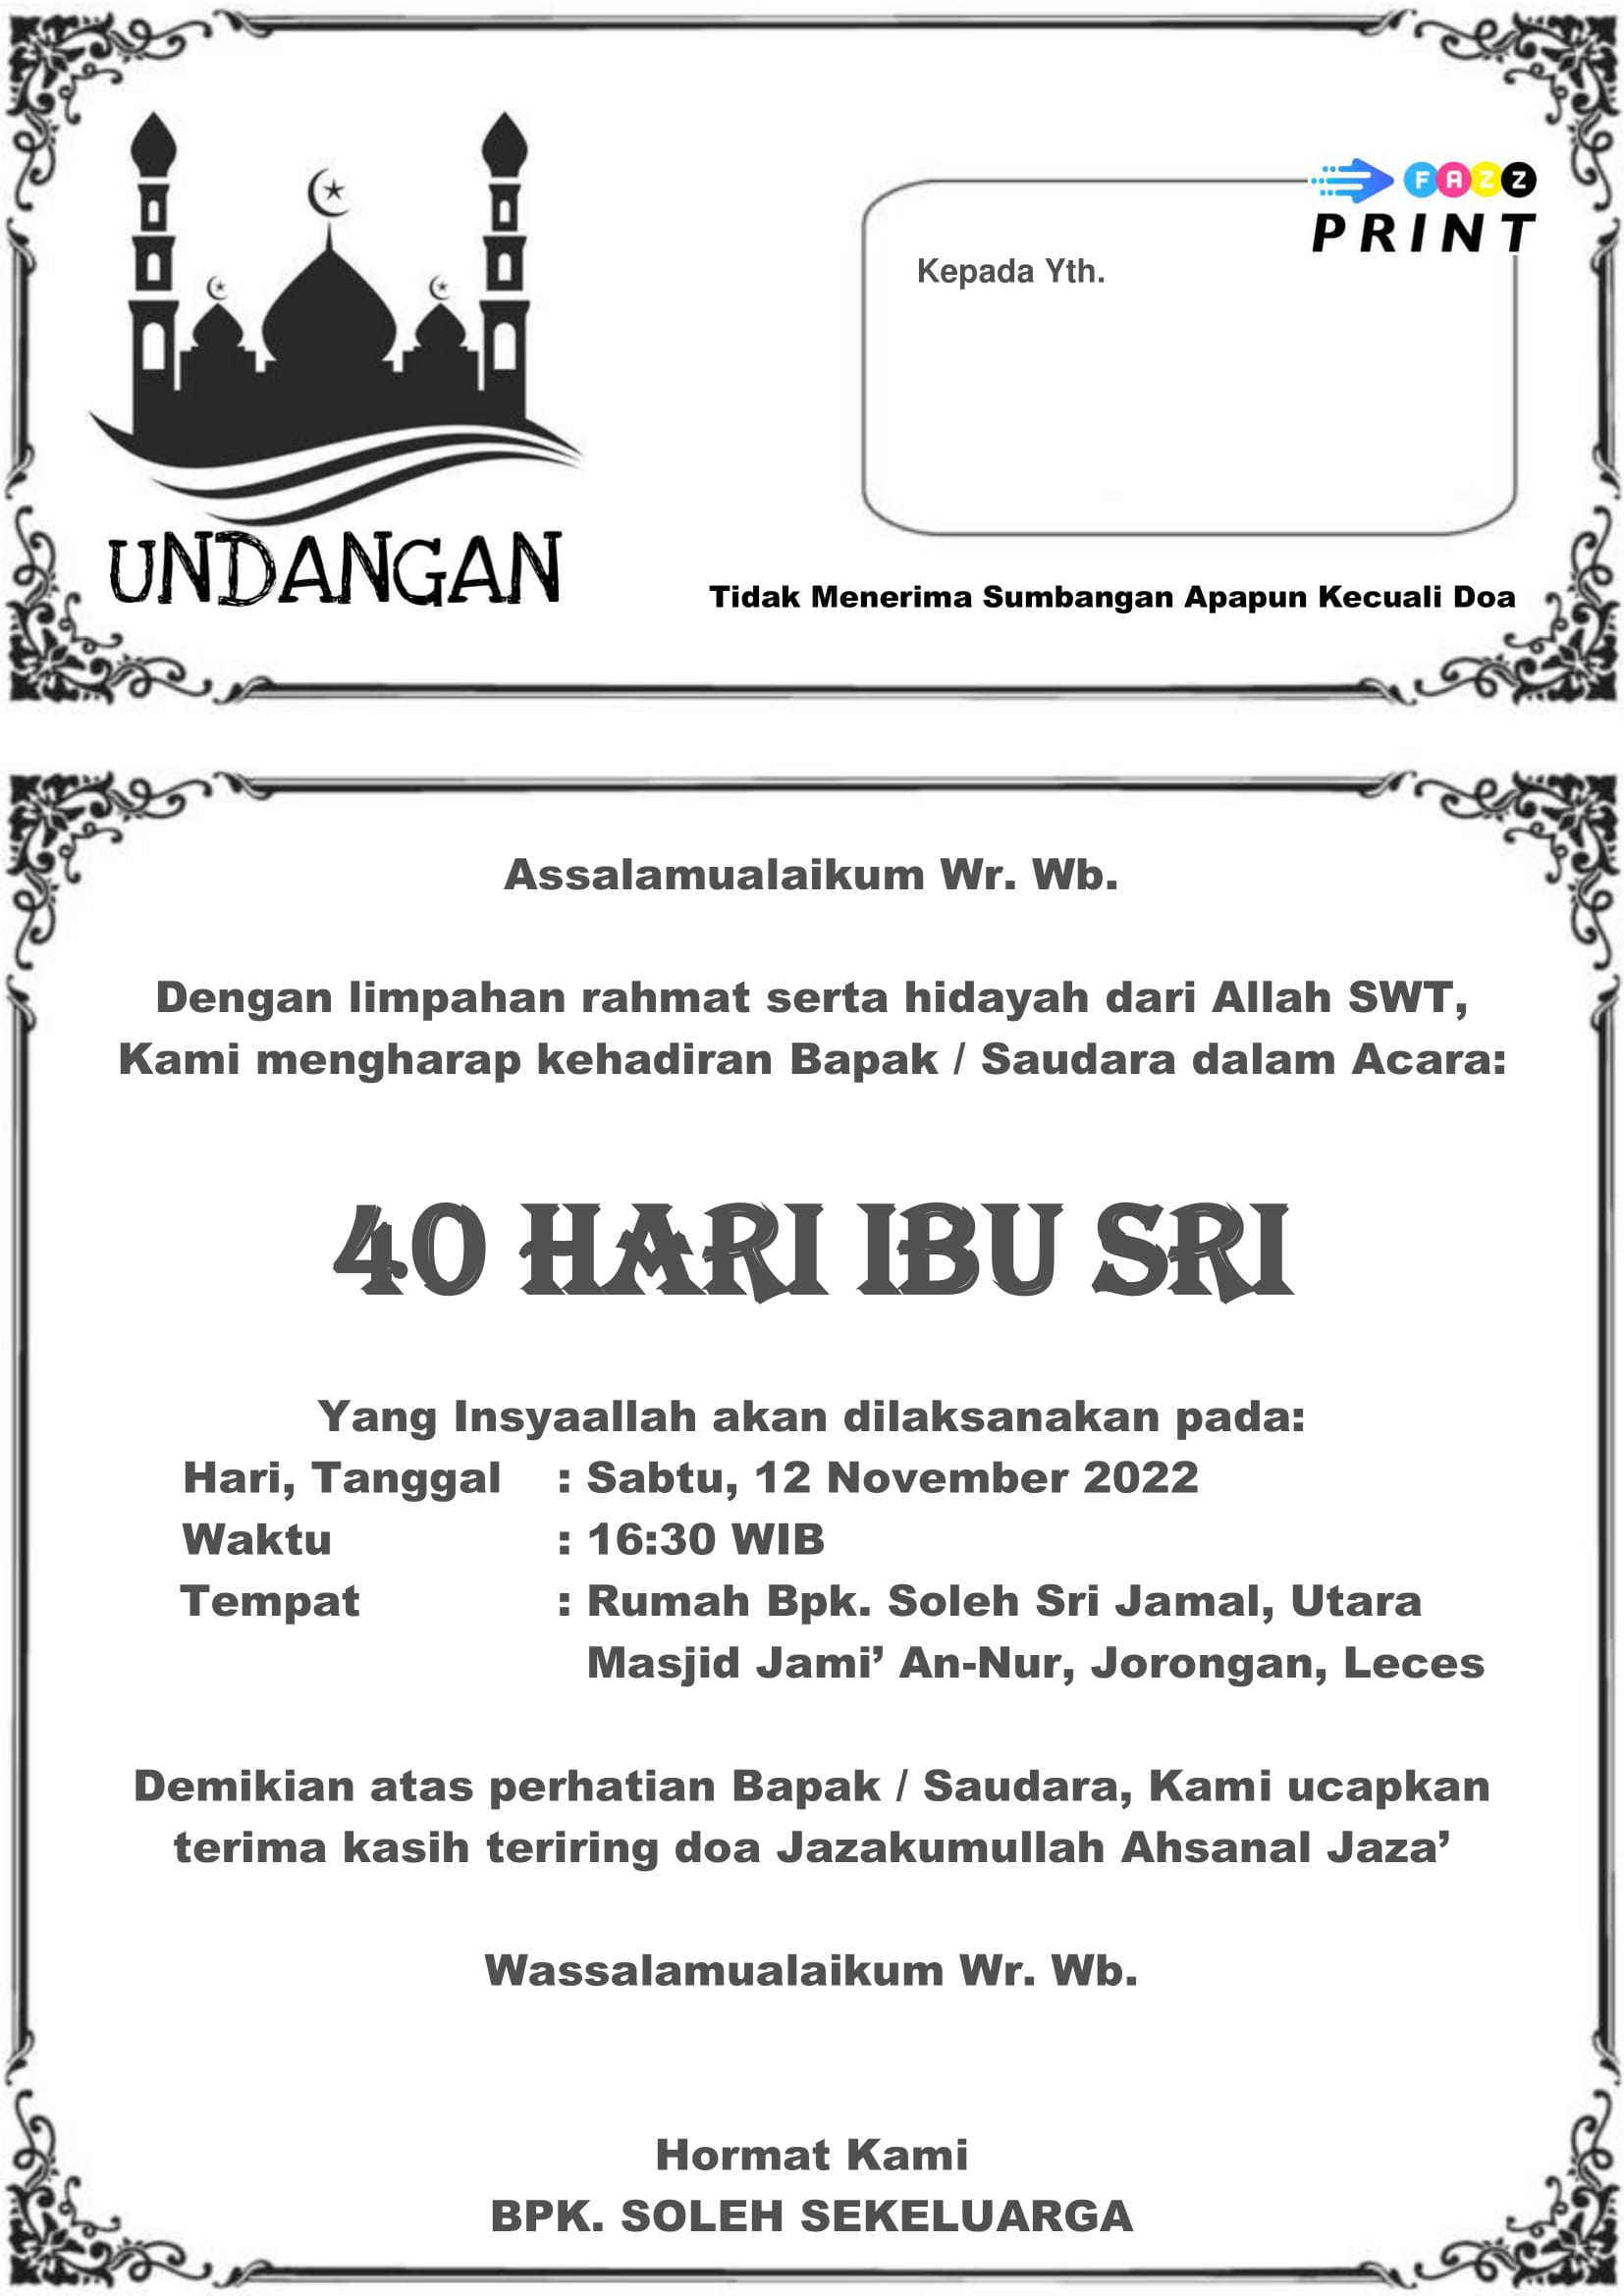 FAZZ
PRINT
Kepada Yth.
UNDANGAN
Tidak Menerima Sumbangan Apapun Kecuali Doa
Assalamualaikum Wr. Wb.
Dengan limpahan rahmat serta hidayah dari Allah SWT,
Kami mengharap kehadiran Bapak / Saudara dalam Acara:
40 HARI IBU SRI
Yang Insyaallah akan dilaksanakan pada:
Hari, Tanggal : Sabtu, 12 November 2022
Waktu : 16:30 WIB
Tempat : Rumah Bpk. Soleh Sri Jamal, Utara
Masjid Jami’ An-Nur, Jorongan, Leces
Demikian atas perhatian Bapak / Saudara, Kami ucapkan
terima kasih teriring doa Jazakumullah Ahsanal Jaza’
Wassalamualaikum Wr. Wb.
Hormat Kami
BPK. SOLEH SEKELUARGA